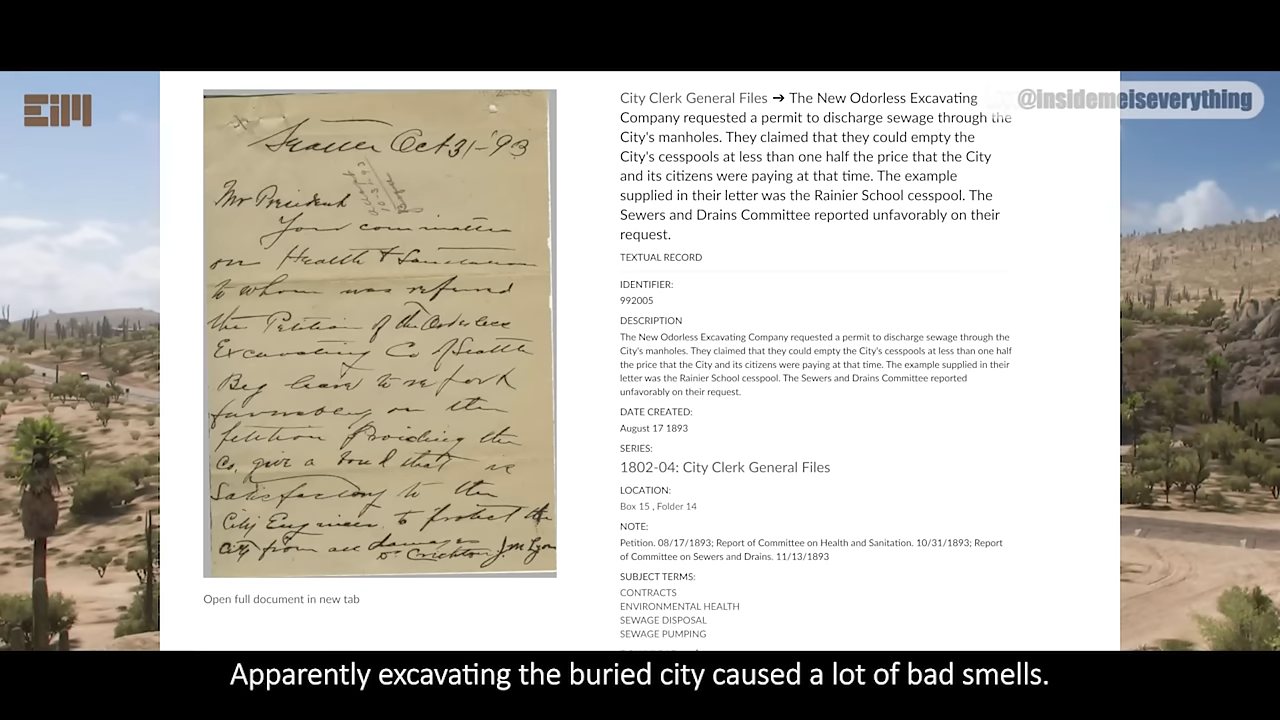 EiM
@insidemeiseverything
Seattle Oct 31-'93
Mr President
Your committee
on Health & Sanitation
to whom was referred
the Petition of the Odorless
Excavating Co of Seattle
Beg leave to report
favorably on the
petition Providing the
Co. give a bond that is
Satisfactory to the
City Engineer to protect the
city from all damages
Open full document in new tab
City Clerk General Files → The New Odorless Excavating
Company requested a permit to discharge sewage through the
City's manholes. They claimed that they could empty the
City's cesspools at less than one half the price that the City
and its citizens were paying at that time. The example
supplied in their letter was the Rainier School cesspool. The
Sewers and Drains Committee reported unfavorably on their
request.
TEXTUAL RECORD
IDENTIFIER:
992005
DESCRIPTION
The New Odorless Excavating Company requested a permit to discharge sewage through the
City's manholes. They claimed that they could empty the City's cesspools at less than one half
the price that the City and its citizens were paying at that time. The example supplied in their
letter was the Rainier School cesspool. The Sewers and Drains Committee reported
unfavorably on their request.
DATE CREATED:
August 17 1893
SERIES:
1802-04: City Clerk General Files
LOCATION:
Box 15 , Folder 14
NOTE:
Petition. 08/17/1893; Report of Committee on Health and Sanitation. 10/31/1893; Report
of Committee on Sewers and Drains. 11/13/1893
SUBJECT TERMS:
CONTRACTS
ENVIRONMENTAL HEALTH
SEWAGE DISPOSAL
SEWAGE PUMPING
Apparently excavating the buried city caused a lot of bad smells.